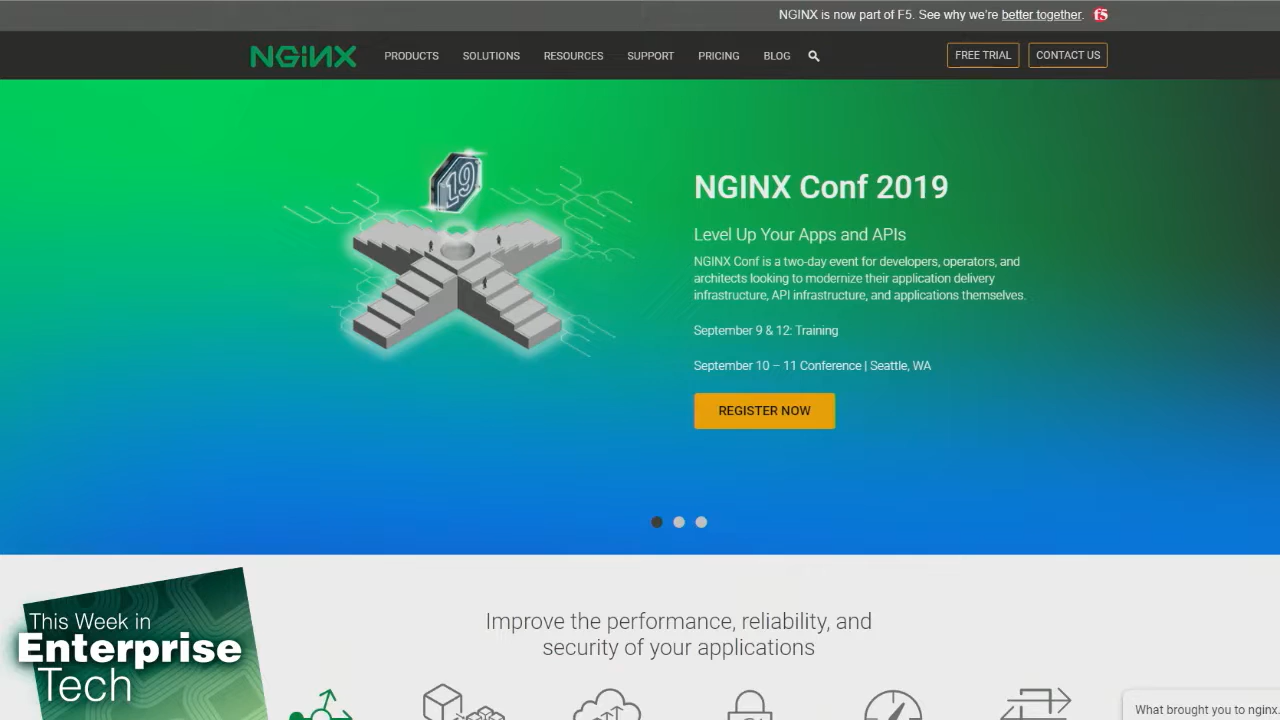 NGINX is now part of F5. See why we're better together.
f5
NGINX
PRODUCTS
SOLUTIONS
RESOURCES
SUPPORT
PRICING
BLOG
FREE TRIAL
CONTACT US
19
NGINX Conf 2019
Level Up Your Apps and APIs
NGINX Conf is a two-day event for developers, operators, and
architects looking to modernize their application delivery
infrastructure, API infrastructure, and applications themselves.
September 9 & 12: Training
September 10 – 11 Conference | Seattle, WA
REGISTER NOW
Improve the performance, reliability, and
security of your applications
This Week in
Enterprise
Tech
What brought you to nginx.